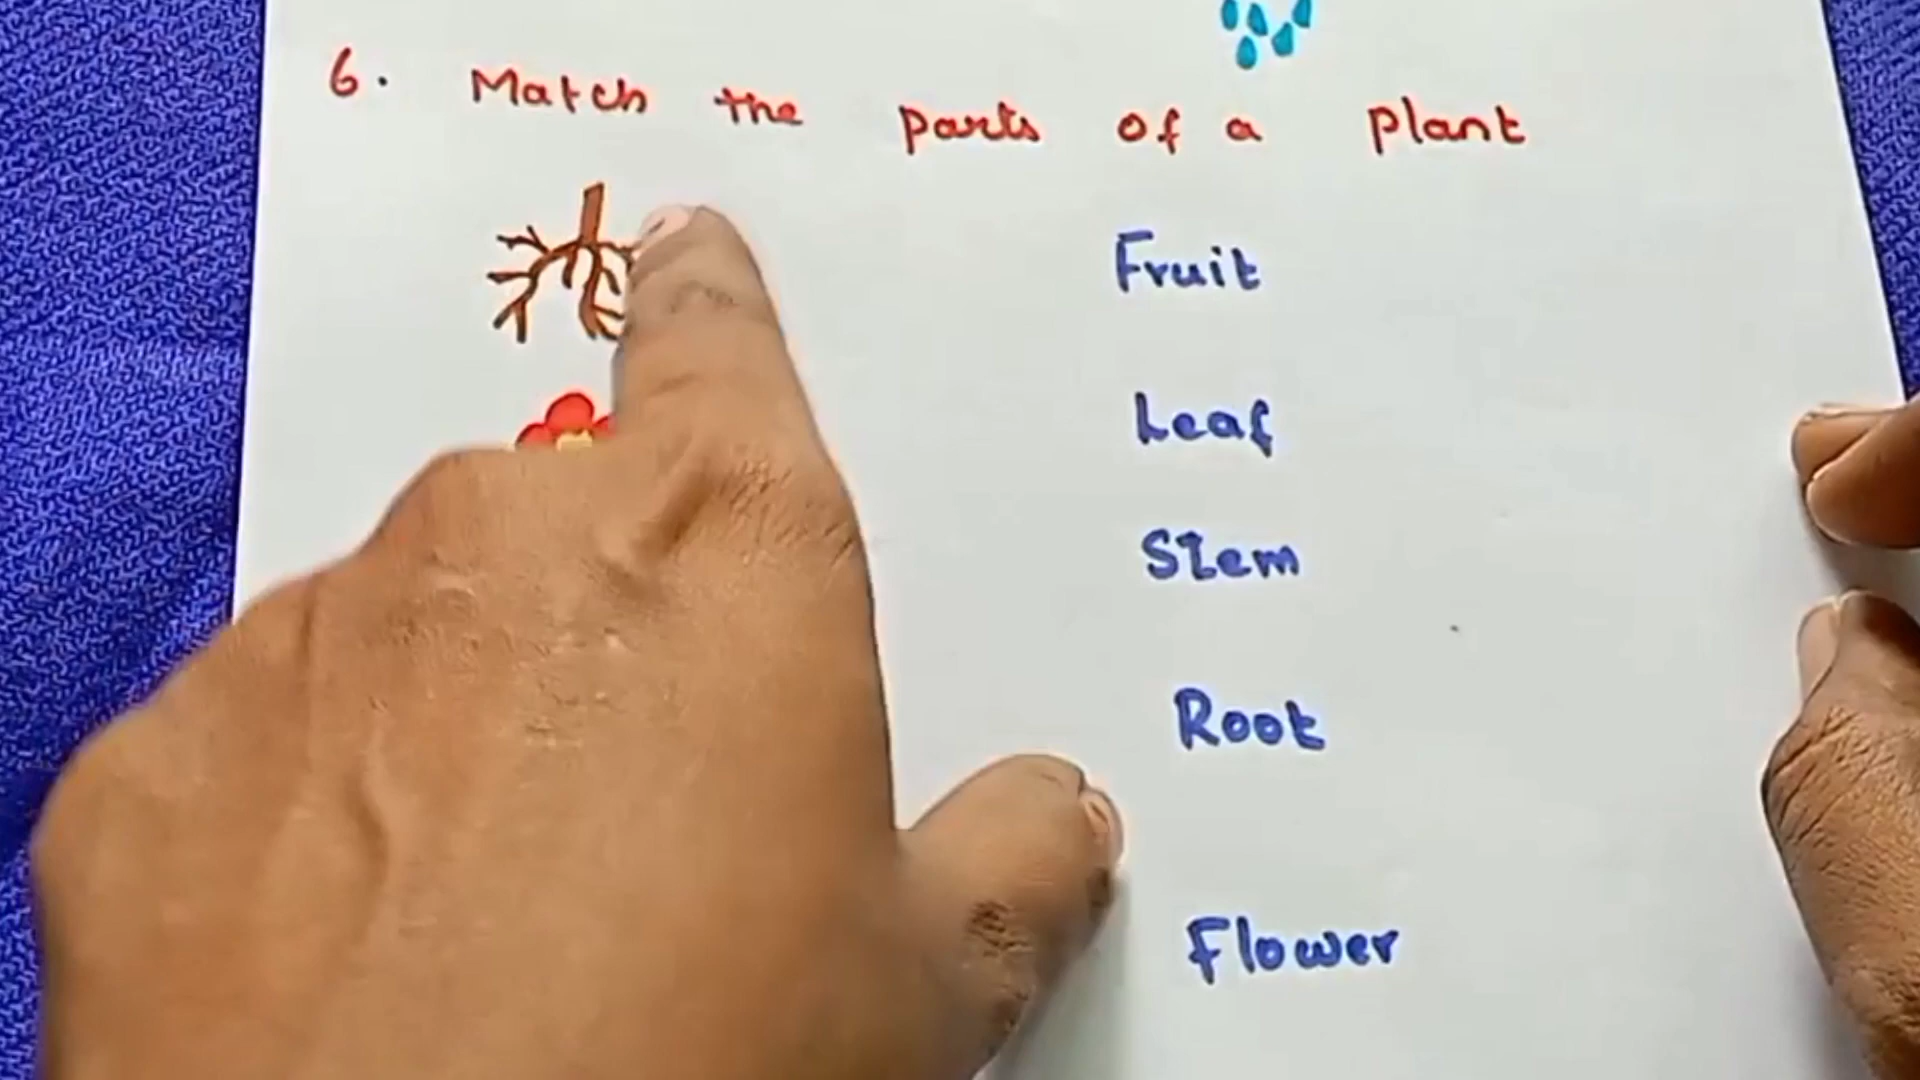 6. Match the parts of a plant
Fruit
Leaf
Stem
Root
Flower